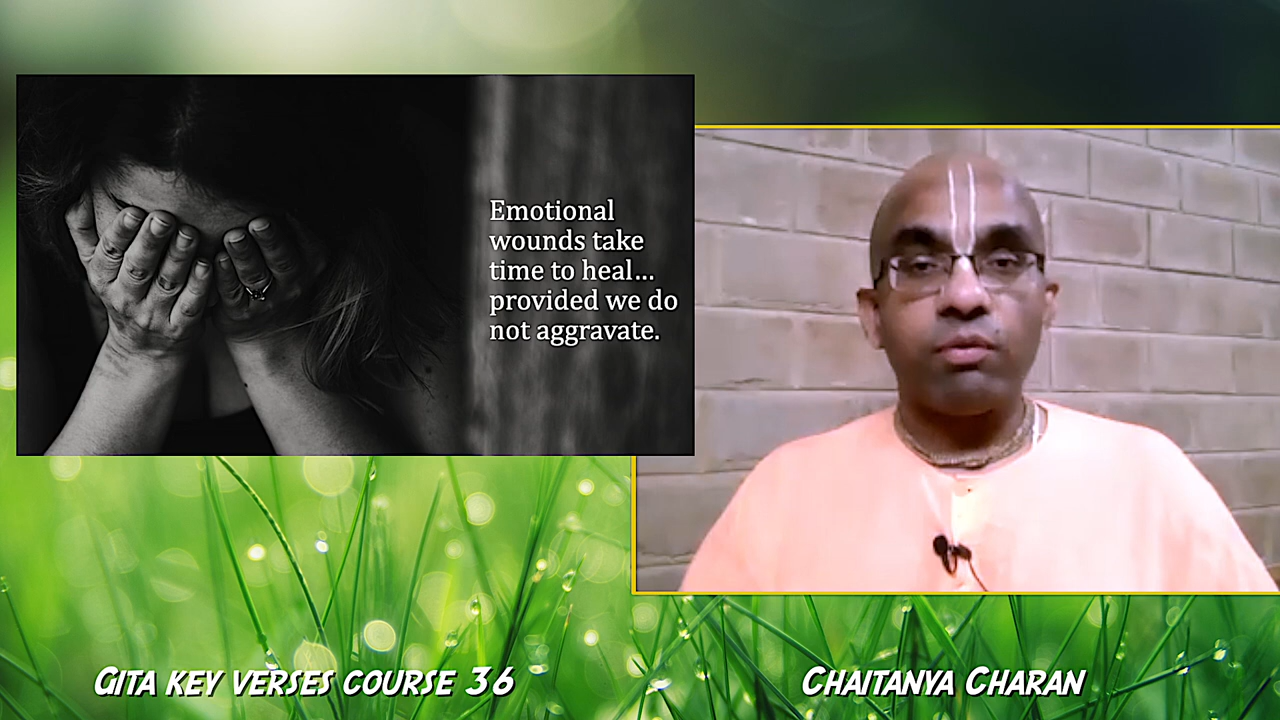 Emotional
wounds take
time to heal...
provided we do
not aggravate.
GITA KEY VERSES COURSE 36
CHAITANYA CHARAN